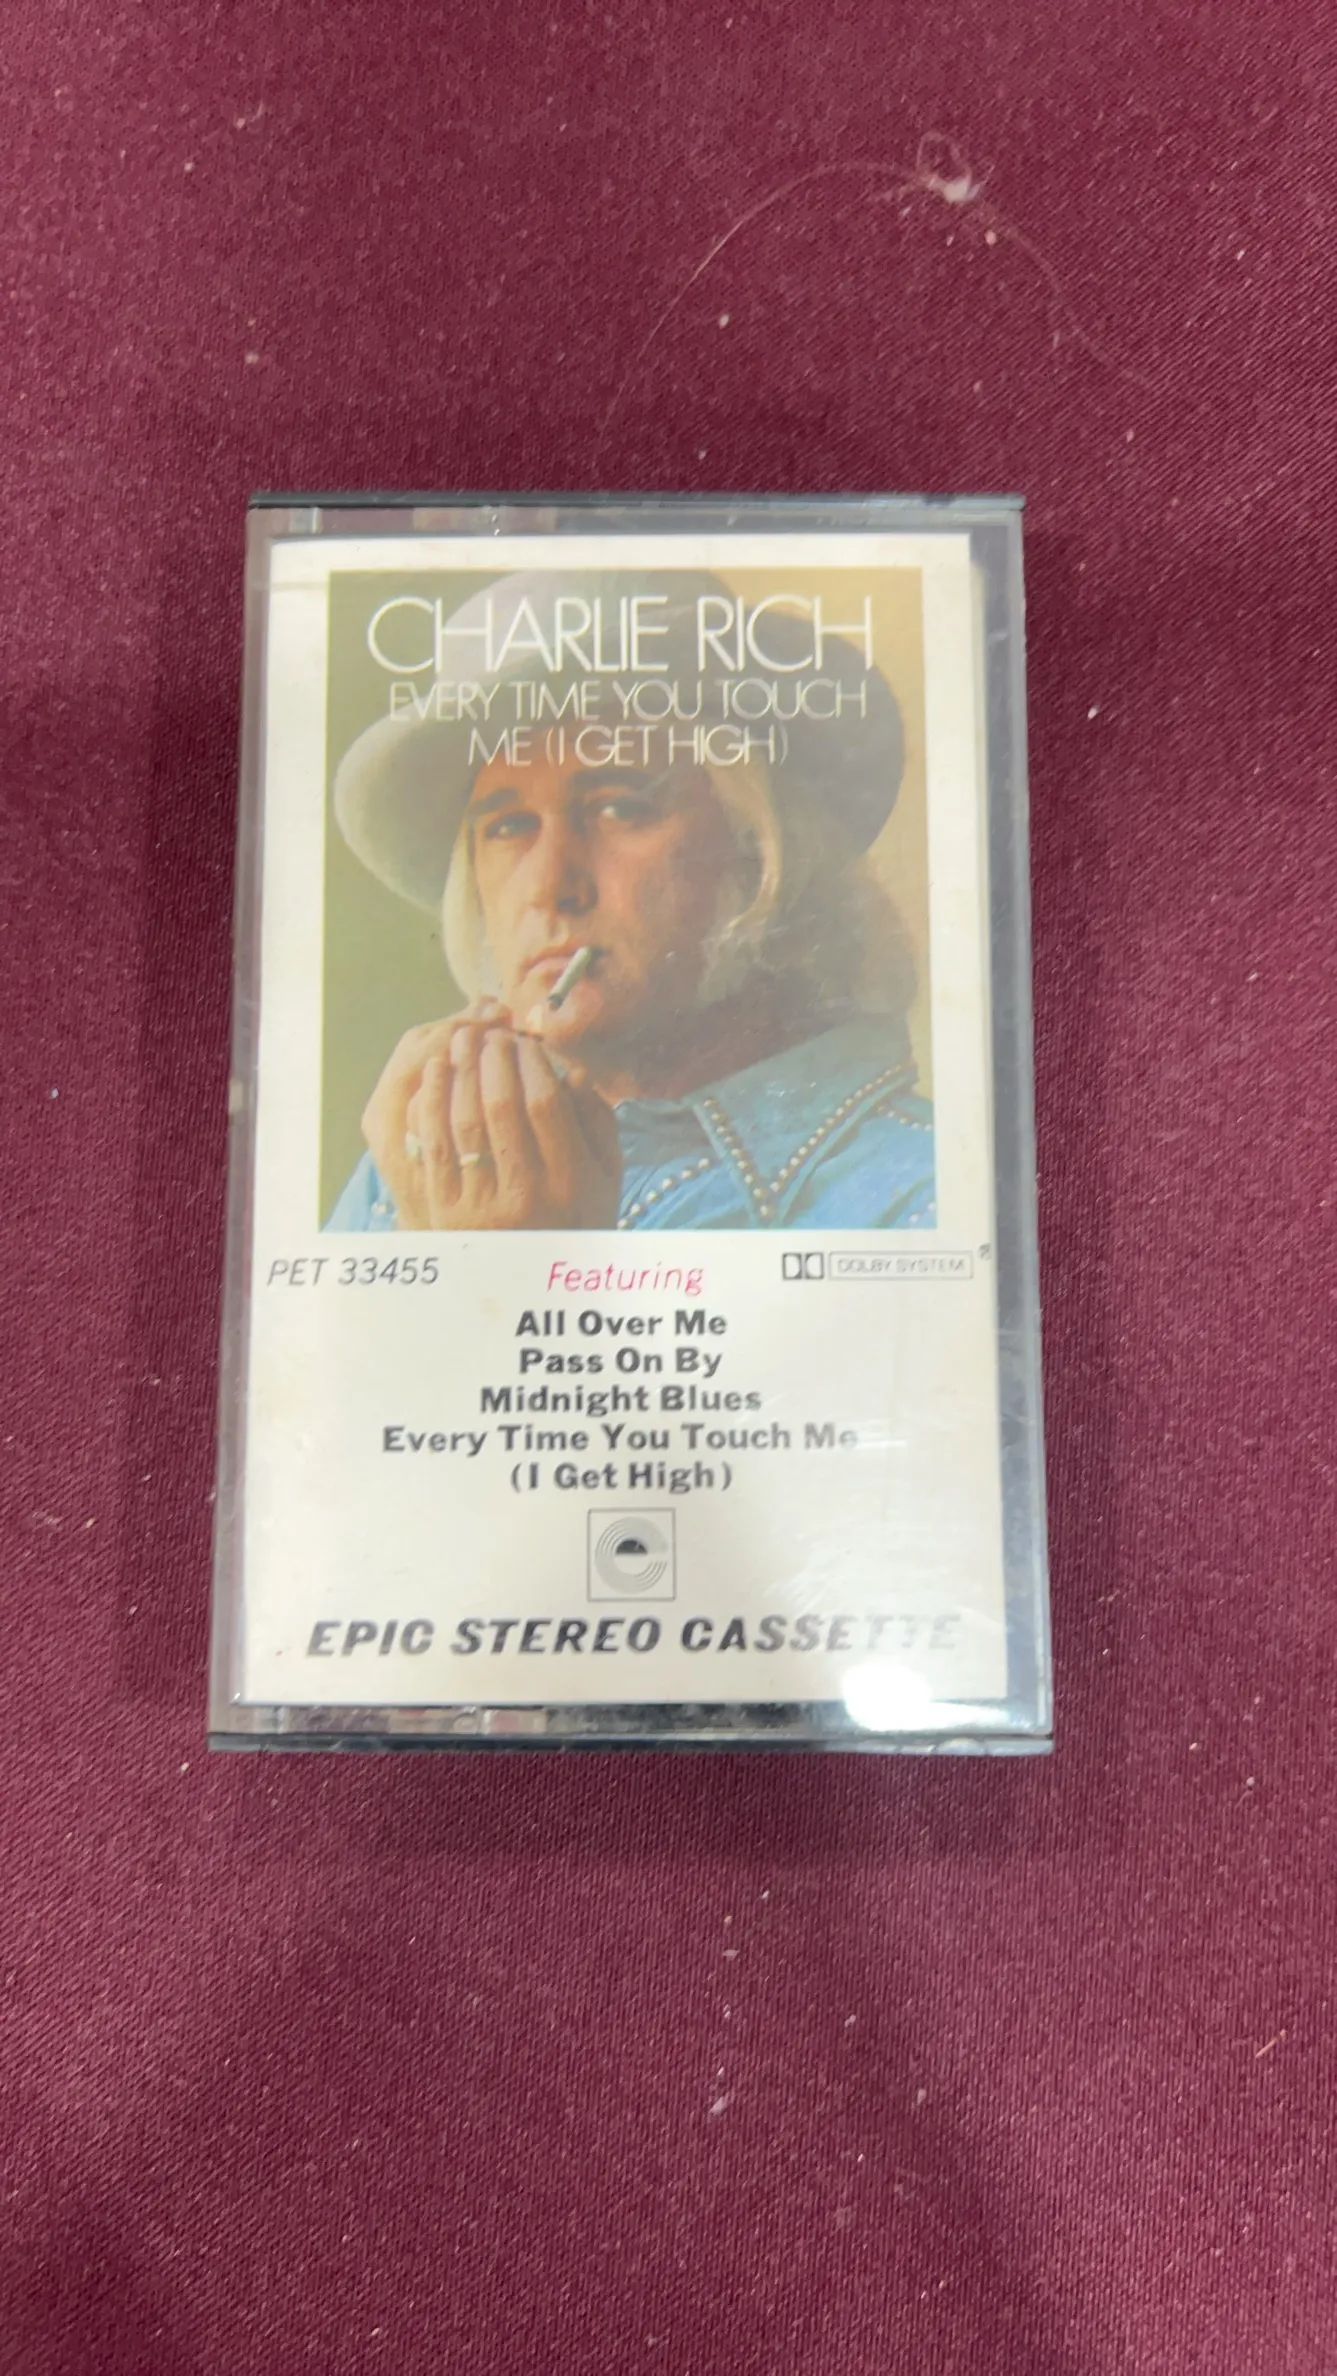 CHARLIE RICH
EVERY TIME YOU TOUCH
ME (I GET HIGH)
PET 33455
Featuring
DOLBY SYSTEM
All Over Me
Pass On By
Midnight Blues
Every Time You Touch Me
(I Get High)
EPIC STEREO CASSETTE